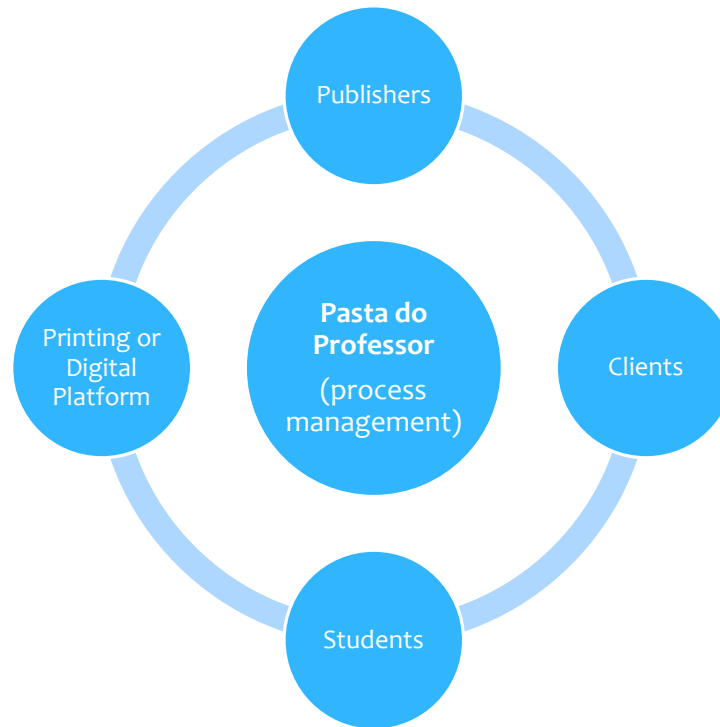 Publishers
Pasta do
Professor
(process
management)
Printing or
Digital
Platform
Clients
Students